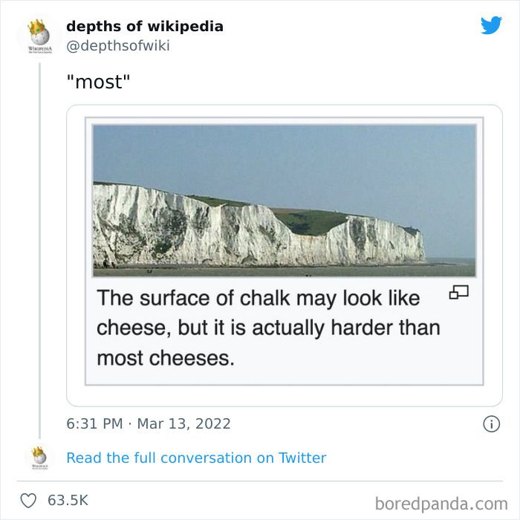 depths of wikipedia
@depthsofwiki
"most"
The surface of chalk may look like
cheese, but it is actually harder than
most cheeses.
6:31 PM · Mar 13, 2022
Read the full conversation on Twitter
63.5K
boredpanda.com